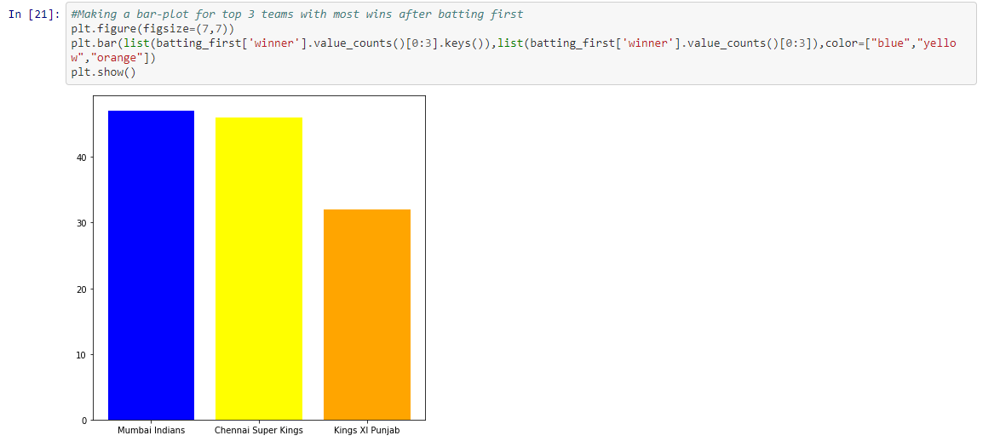 In [21]:
#Making a bar-plot for top 3 teams with most wins after batting first
plt.figure(figsize=(7,7))
plt.bar(list(batting_first['winner'].value_counts()[0:3].keys()),list(batting_first['winner'].value_counts()[0:3]),color=["blue","yello
w","orange"])
plt.show()
40
30
20
10
0
Mumbai Indians Chennai Super Kings Kings XI Punjab